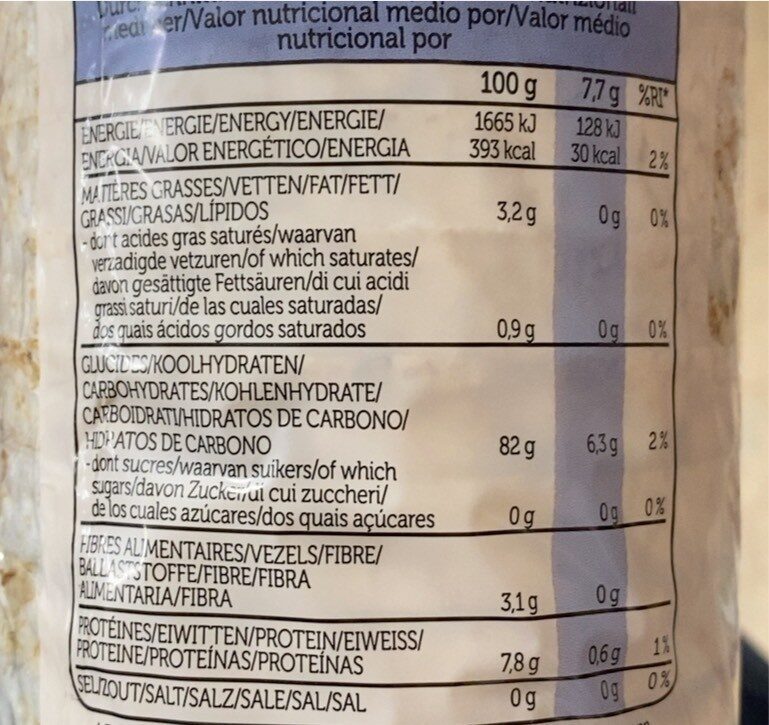 er/Valor nutricional medio por/Valor médio
nutricional por
100 g 7,7 g %RI*
ENERGIE/ENERGIE/ENERGY/ENERGIE/
ENERGIA/VALOR ENERGÉTICO/ENERGIA
1665 kJ 128 kJ
393 kcal 30 kcal 2%
MATIÈRES GRASSES/VETTEN/FAT/FETT/
GRASSI/GRASAS/LÍPIDOS 3,2 g 0 g 0%
- dont acides gras saturés/waarvan
verzadigde vetzuren/of which saturates/
davon gesättigte Fettsäuren/di cui acidi
grassi saturi/de las cuales saturadas/
dos quais ácidos gordos saturados 0,9 g 0 g 0%
GLUCIDES/KOOLHYDRATEN/
CARBOHYDRATES/KOHLENHYDRATE/
CARBOIDRATI/HIDRATOS DE CARBONO/
HIDRATOS DE CARBONO 82 g 6,3 g 2%
- dont sucres/waarvan suikers/of which
sugars/davon Zucker/di cui zuccheri/
de los cuales azúcares/dos quais açúcares 0 g 0 g 0%
FIBRES ALIMENTAIRES/VEZELS/FIBRE/
BALLASTSTOFFE/FIBRE/FIBRA
ALIMENTARIA/FIBRA 3,1 g 0 g
PROTÉINES/EIWITTEN/PROTEIN/EIWEISS/
PROTEINE/PROTEÍNAS/PROTEÍNAS 7,8 g 0,6 g 1%
SEL/ZOUT/SALT/SALZ/SALE/SAL/SAL 0 g 0 g 0%